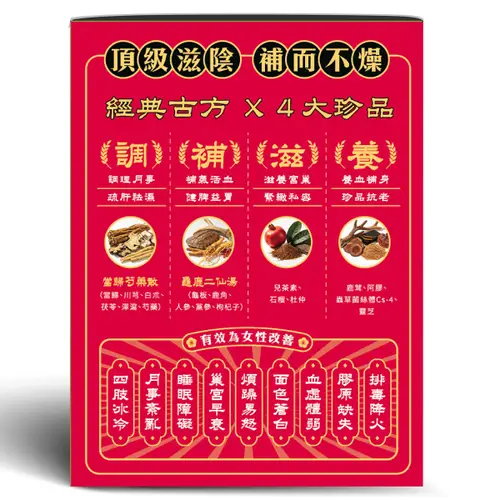 頂級滋陰 補而不燥
經典古方 X 4大珍品
調
調理月事
疏肝祛濕
當歸芍藥散
(當歸、川芎、白朮、
茯苓、澤瀉、芍藥)
補
補氣活血
健脾益胃
龜鹿二仙湯
(龜板、鹿角、
人參、黨參、枸杞子)
滋
滋養宮巢
緊緻私密
兒茶素、
石榴、杜仲
養
養血補身
珍品抗老
鹿茸、阿膠、
蟲草菌絲體Cs-4、
靈芝
有效為女性改善
四肢冰冷
月事紊亂
睡眠障礙
巢宮早衰
煩躁易怒
面色蒼白
血虛體弱
膠原缺失
排毒降火